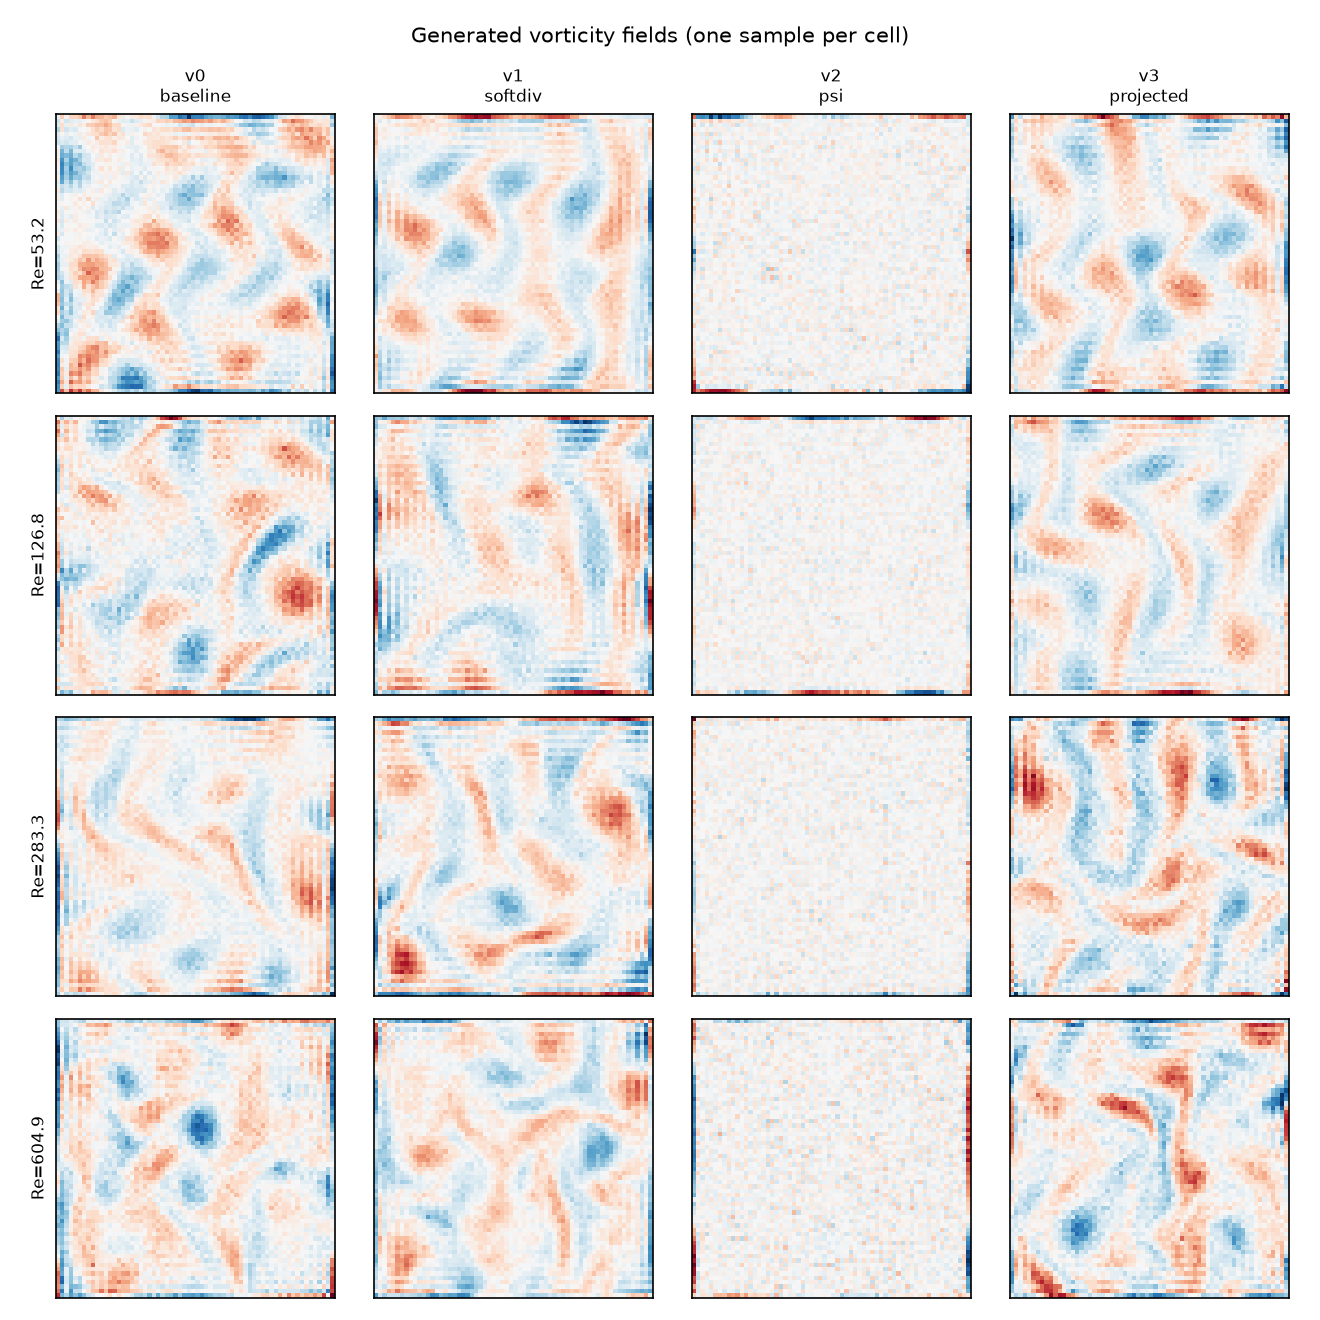 Generated vorticity fields (one sample per cell)
v0
baseline
v1
softdiv
v2
psi
v3
projected
Re=53.2
Re=126.8
Re=283.3
Re=604.9